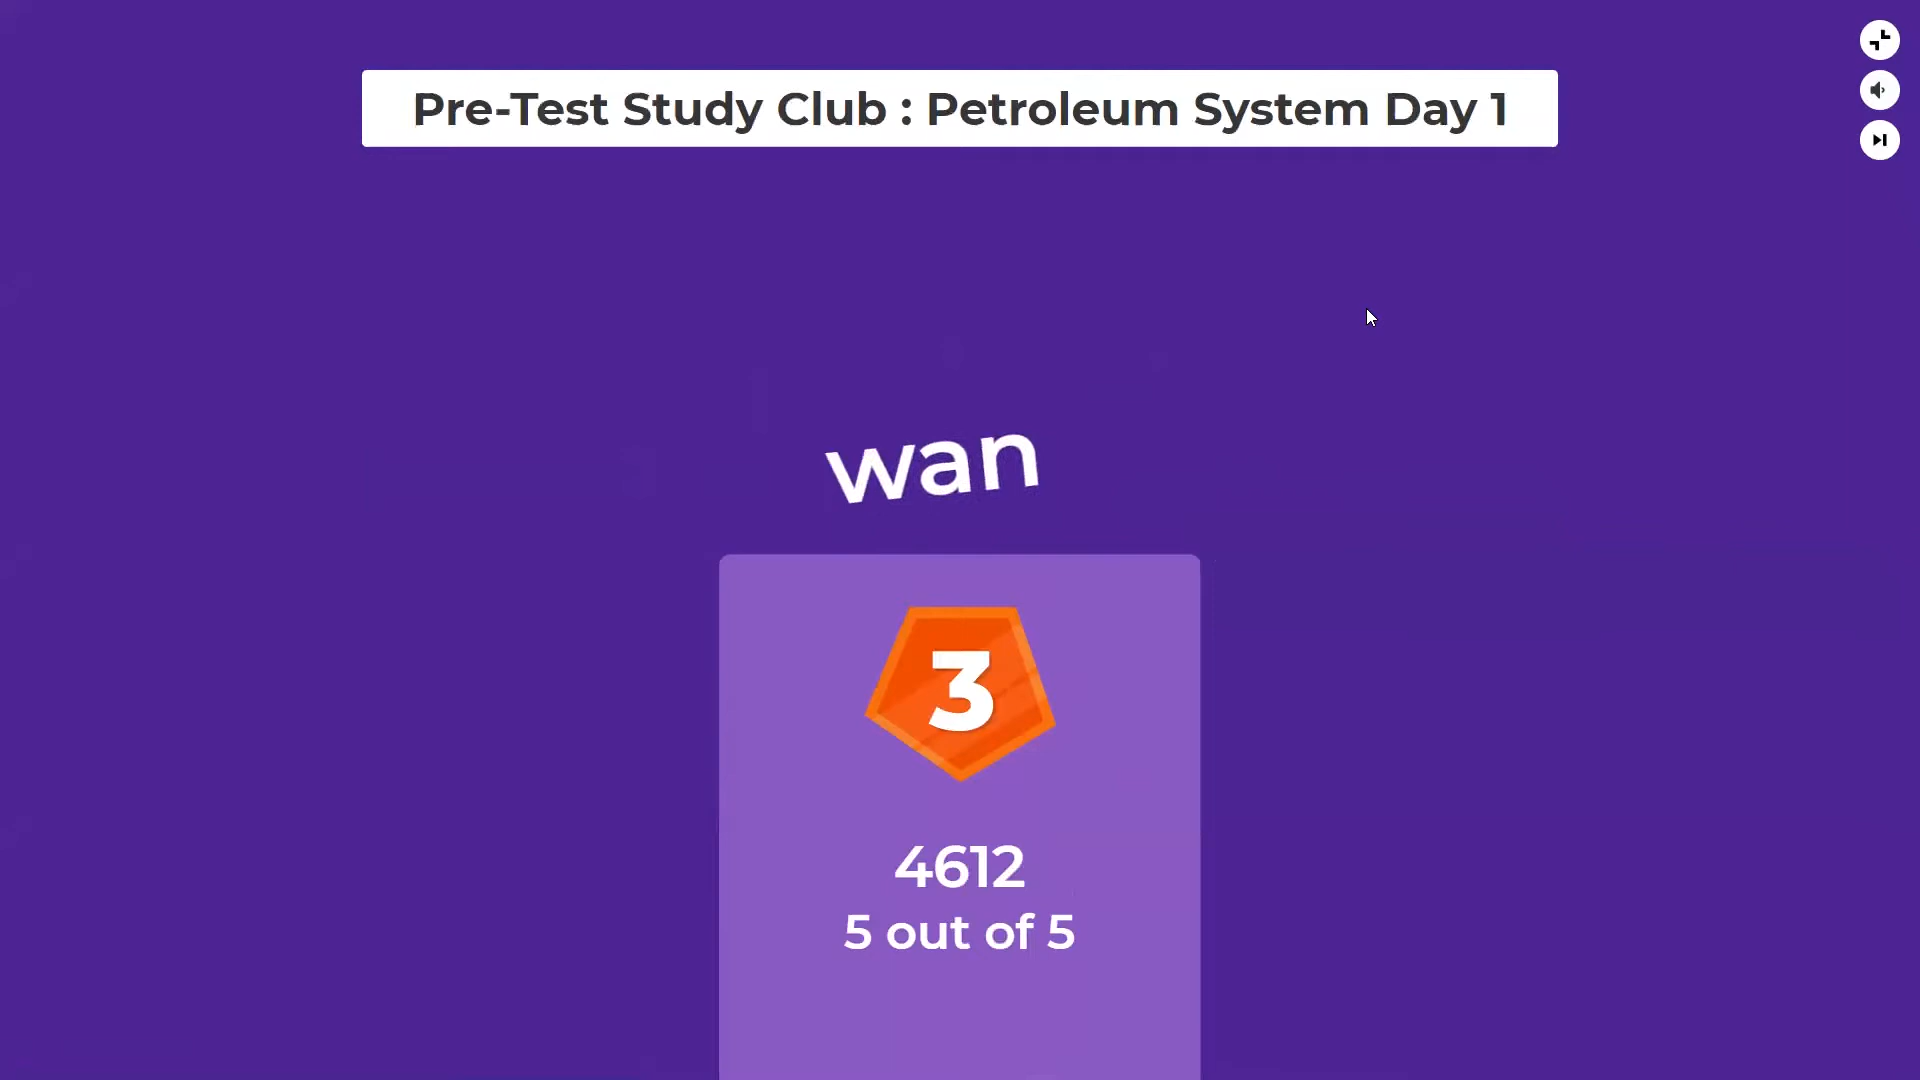 Pre-Test Study Club : Petroleum System Day 1
wan
3
4612
5 out of 5